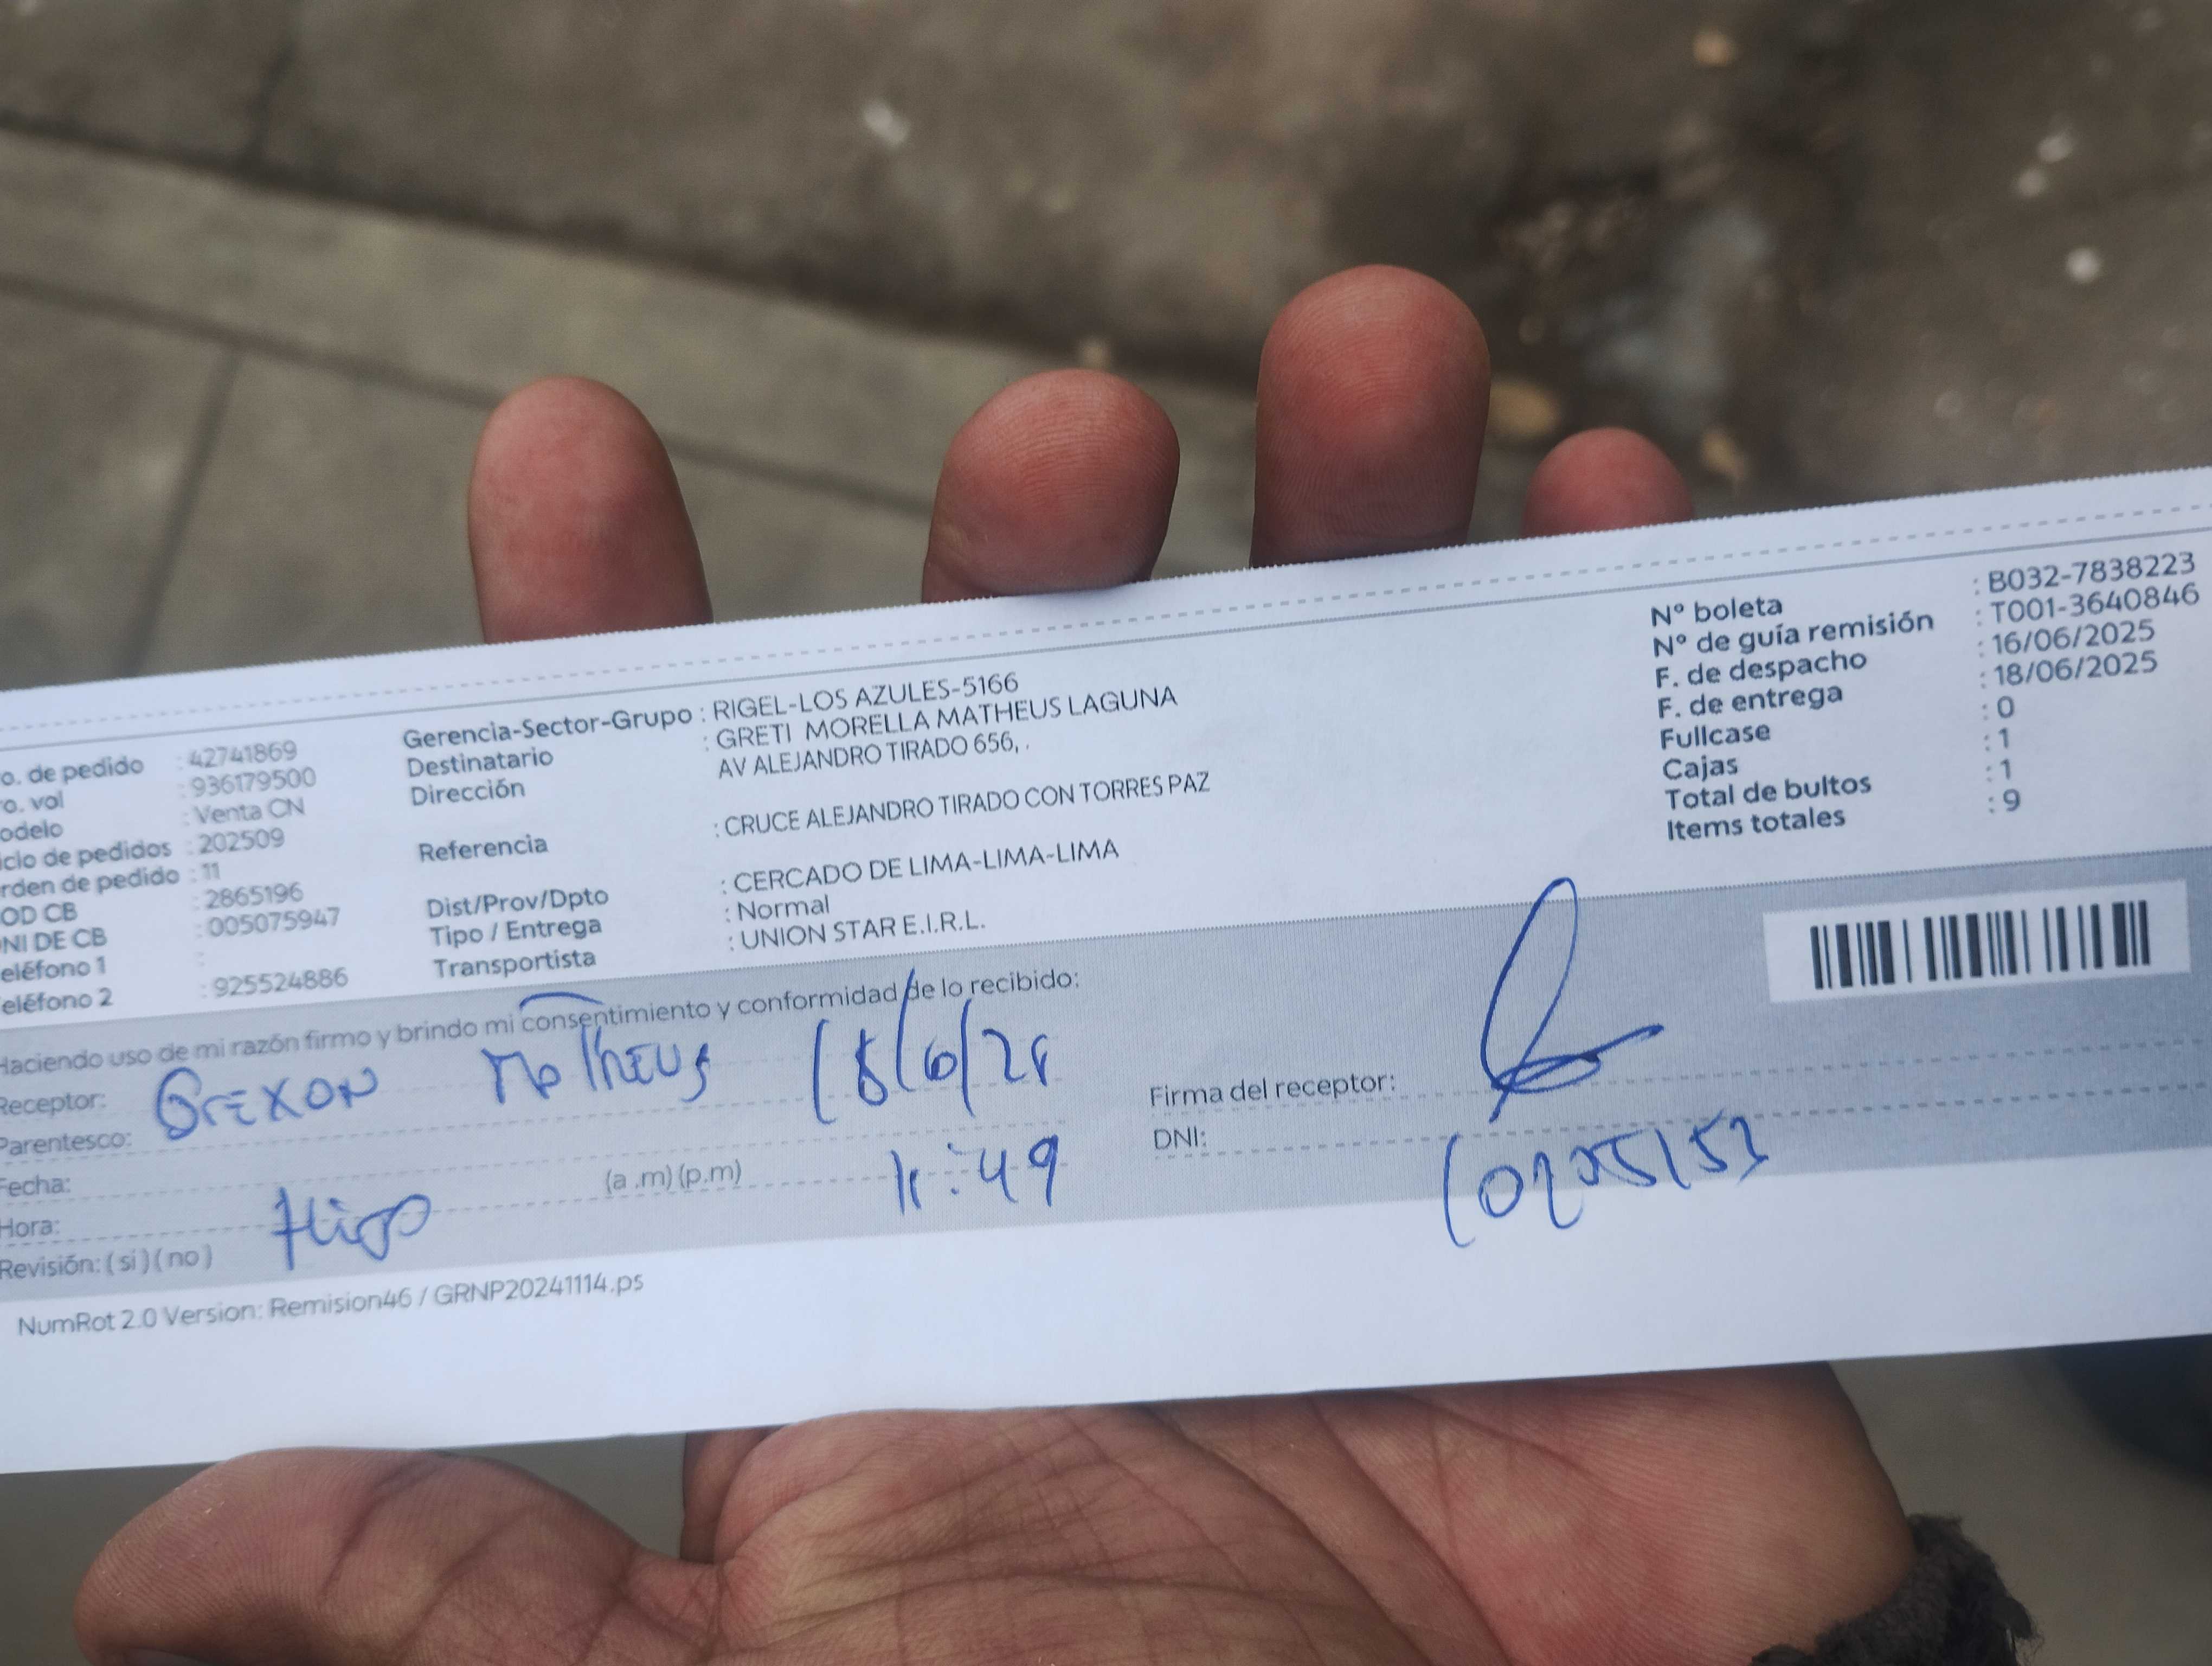 o. de pedido : 42741869
o. vol : 936179500
odelo : Venta CN
iclo de pedidos : 202509
rden de pedido : 11
OD CB : 2865196
NI DE CB : 005075947
eléfono 1 :
eléfono 2 : 925524886
Gerencia-Sector-Grupo : RIGEL-LOS AZULES-5166
Destinatario : GRETI MORELLA MATHEUS LAGUNA
Dirección AV ALEJANDRO TIRADO 656, .
Referencia : CRUCE ALEJANDRO TIRADO CON TORRES PAZ
Dist/Prov/Dpto : CERCADO DE LIMA-LIMA-LIMA
Tipo / Entrega : Normal
Transportista : UNION STAR E.I.R.L.
N° boleta : B032-7838223
N° de guía remisión : T001-3640846
F. de despacho : 16/06/2025
F. de entrega : 18/06/2025
Fullcase : 0
Cajas : 1
Total de bultos : 1
Items totales : 9
Haciendo uso de mi razón firmo y brindo mi consentimiento y conformidad de lo recibido:
Receptor: GrEXON Matheus
Parentesco:
Fecha:
Hora: (a .m) (p.m) 11:49
Revisión: ( si ) ( no ) Hijo
Firma del receptor:
DNI:
NumRot 2.0 Version: Remision46 / GRNP20241114.ps